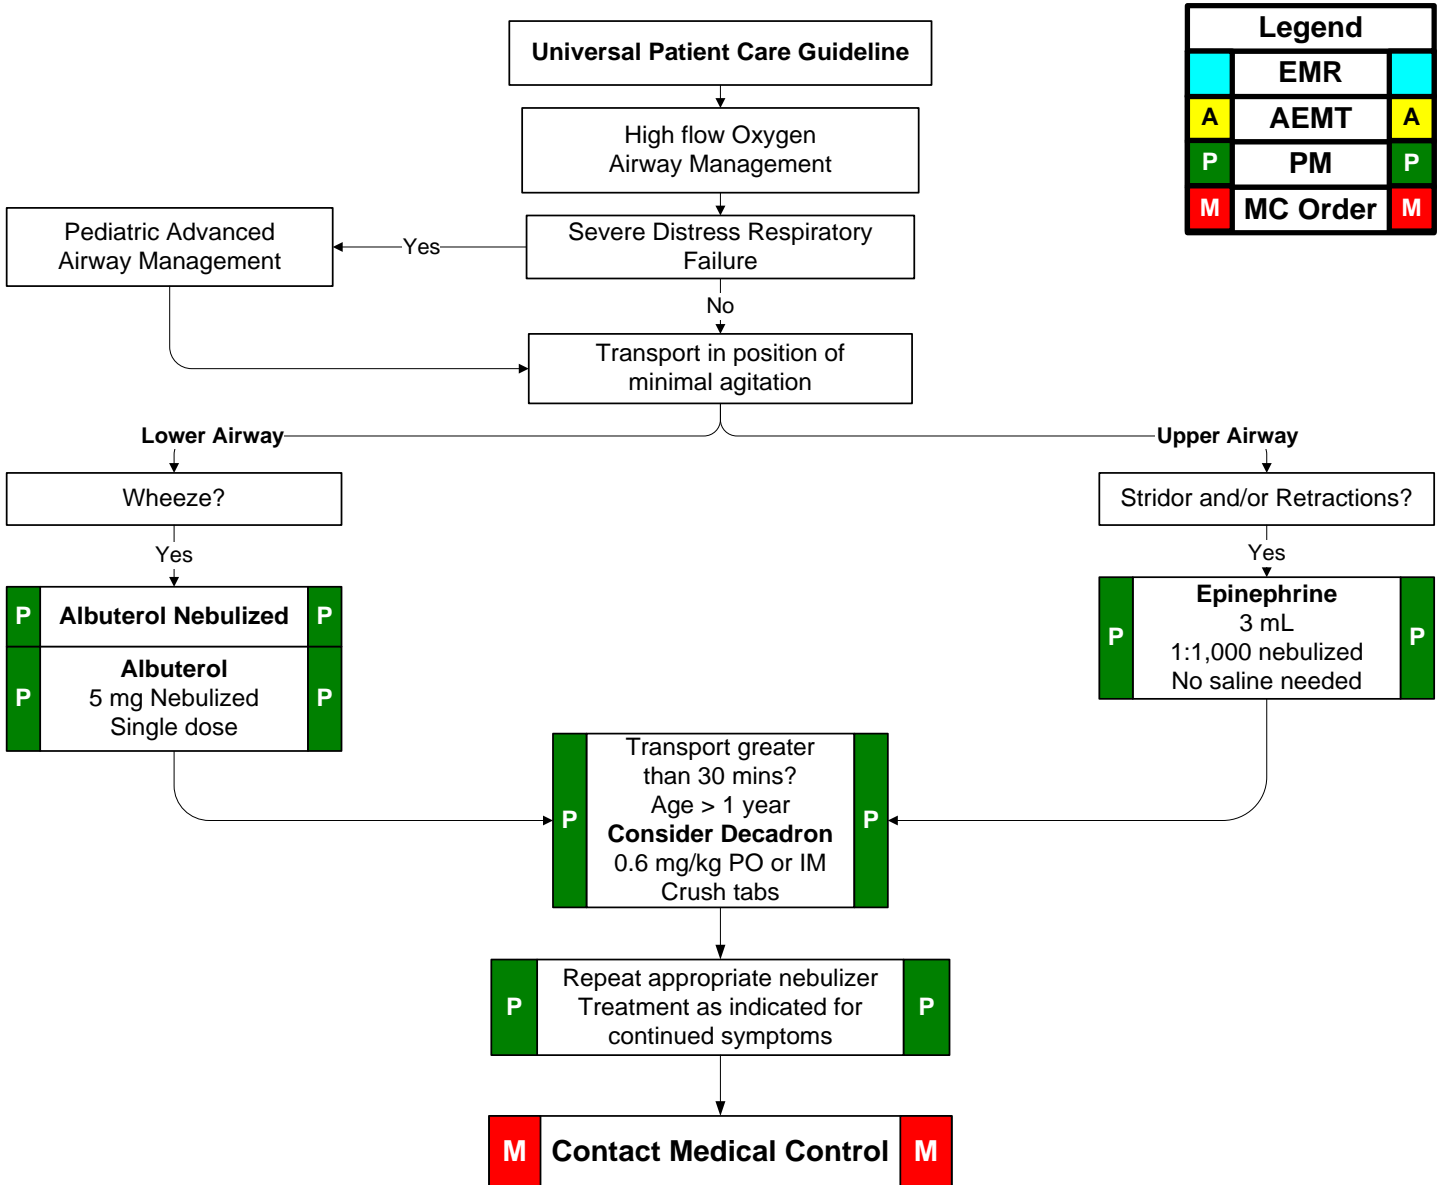 Universal Patient Care Guideline
Legend
EMR
A AEMT A
P PM P
M MC Order M
High flow Oxygen
Airway Management
Severe Distress Respiratory
Failure
Yes
Pediatric Advanced
Airway Management
No
Transport in position of
minimal agitation
Lower Airway
Upper Airway
Wheeze?
Stridor and/or Retractions?
Yes
Yes
P Albuterol Nebulized P
P P
Albuterol
5 mg Nebulized
Single dose
P P
Epinephrine
3 mL
1:1,000 nebulized
No saline needed
P P
Transport greater
than 30 mins?
Age > 1 year
Consider Decadron
0.6 mg/kg PO or IM
Crush tabs
P P
Repeat appropriate nebulizer
Treatment as indicated for
continued symptoms
M Contact Medical Control M